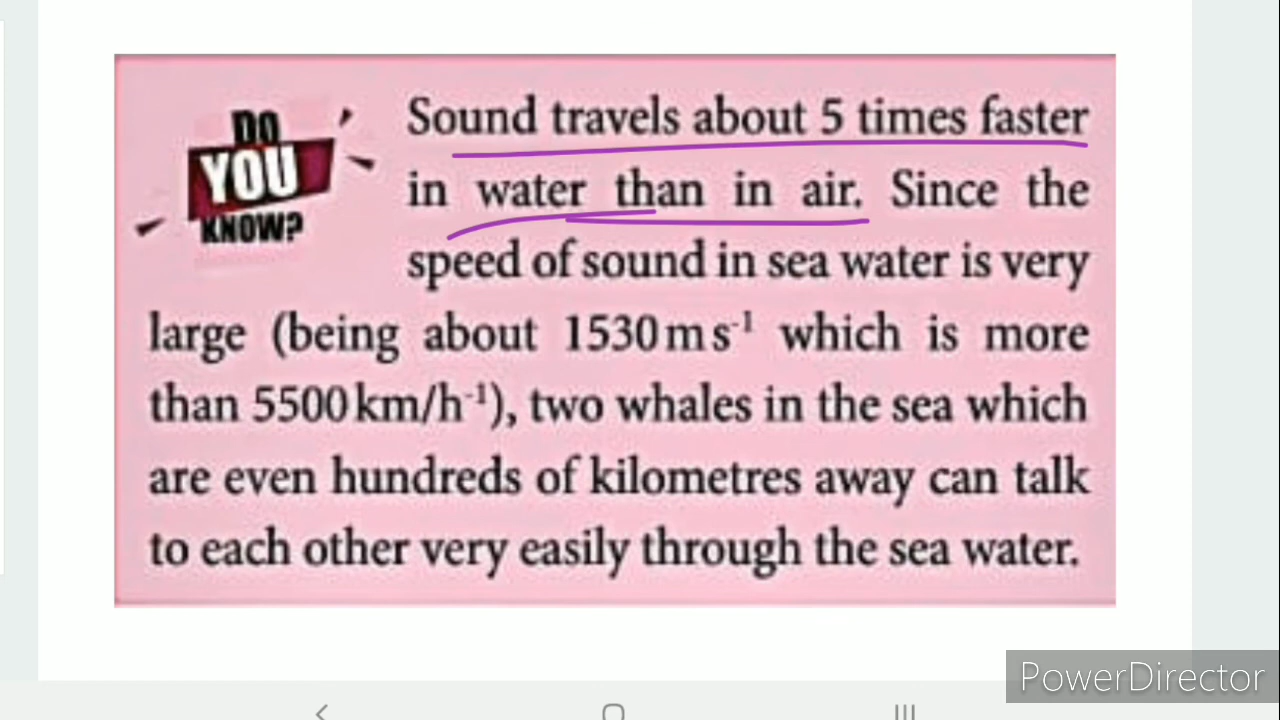 DO
YOU
KNOW?
Sound travels about 5 times faster
in water than in air. Since the
speed of sound in sea water is very
large (being about 1530 m s⁻¹ which is more
than 5500 km/h⁻¹), two whales in the sea which
are even hundreds of kilometres away can talk
to each other very easily through the sea water.
PowerDirector